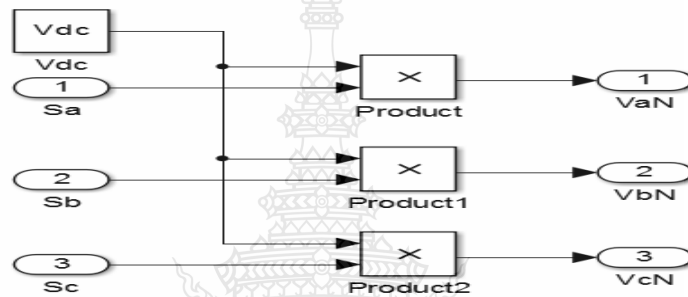 Vdc
Vdc
1
Sa
×
Product
1
VaN
2
Sb
×
Product1
2
VbN
3
Sc
×
Product2
3
VcN